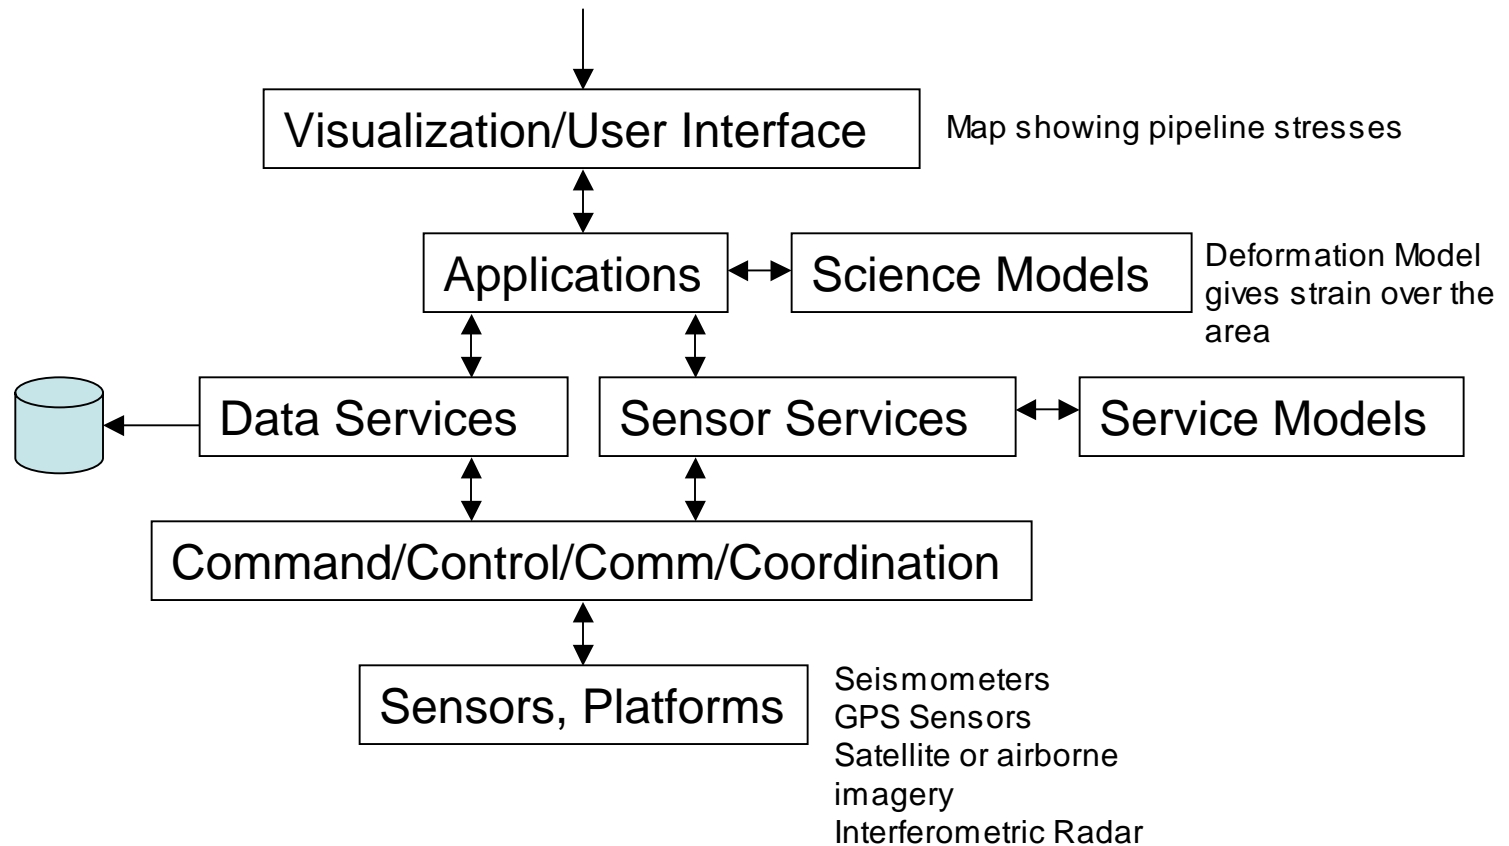 Visualization/User Interface
Map showing pipeline stresses
Applications
Science Models
Deformation Model
gives strain over the
area
Data Services
Sensor Services
Service Models
Command/Control/Comm/Coordination
Sensors, Platforms
Seismometers
GPS Sensors
Satellite or airborne
imagery
Interferometric Radar